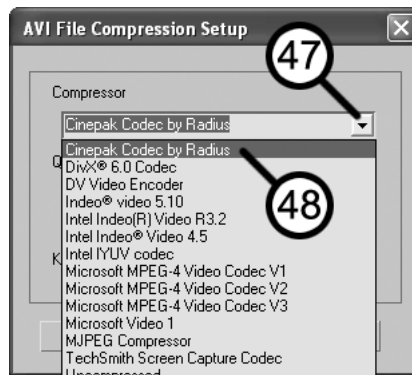 AVI File Compression Setup
47
Compressor
Cinepak Codec by Radius
Cinepak Codec by Radius
Q
DivX® 6.0 Codec
DV Video Encoder
48
Indeo® video 5.10
Intel Indeo(R) Video R3.2
Intel Indeo® Video 4.5
K
Intel IYUV codec
Microsoft MPEG-4 Video Codec V1
Microsoft MPEG-4 Video Codec V2
Microsoft MPEG-4 Video Codec V3
Microsoft Video 1
MJPEG Compressor
TechSmith Screen Capture Codec
Uncompressed